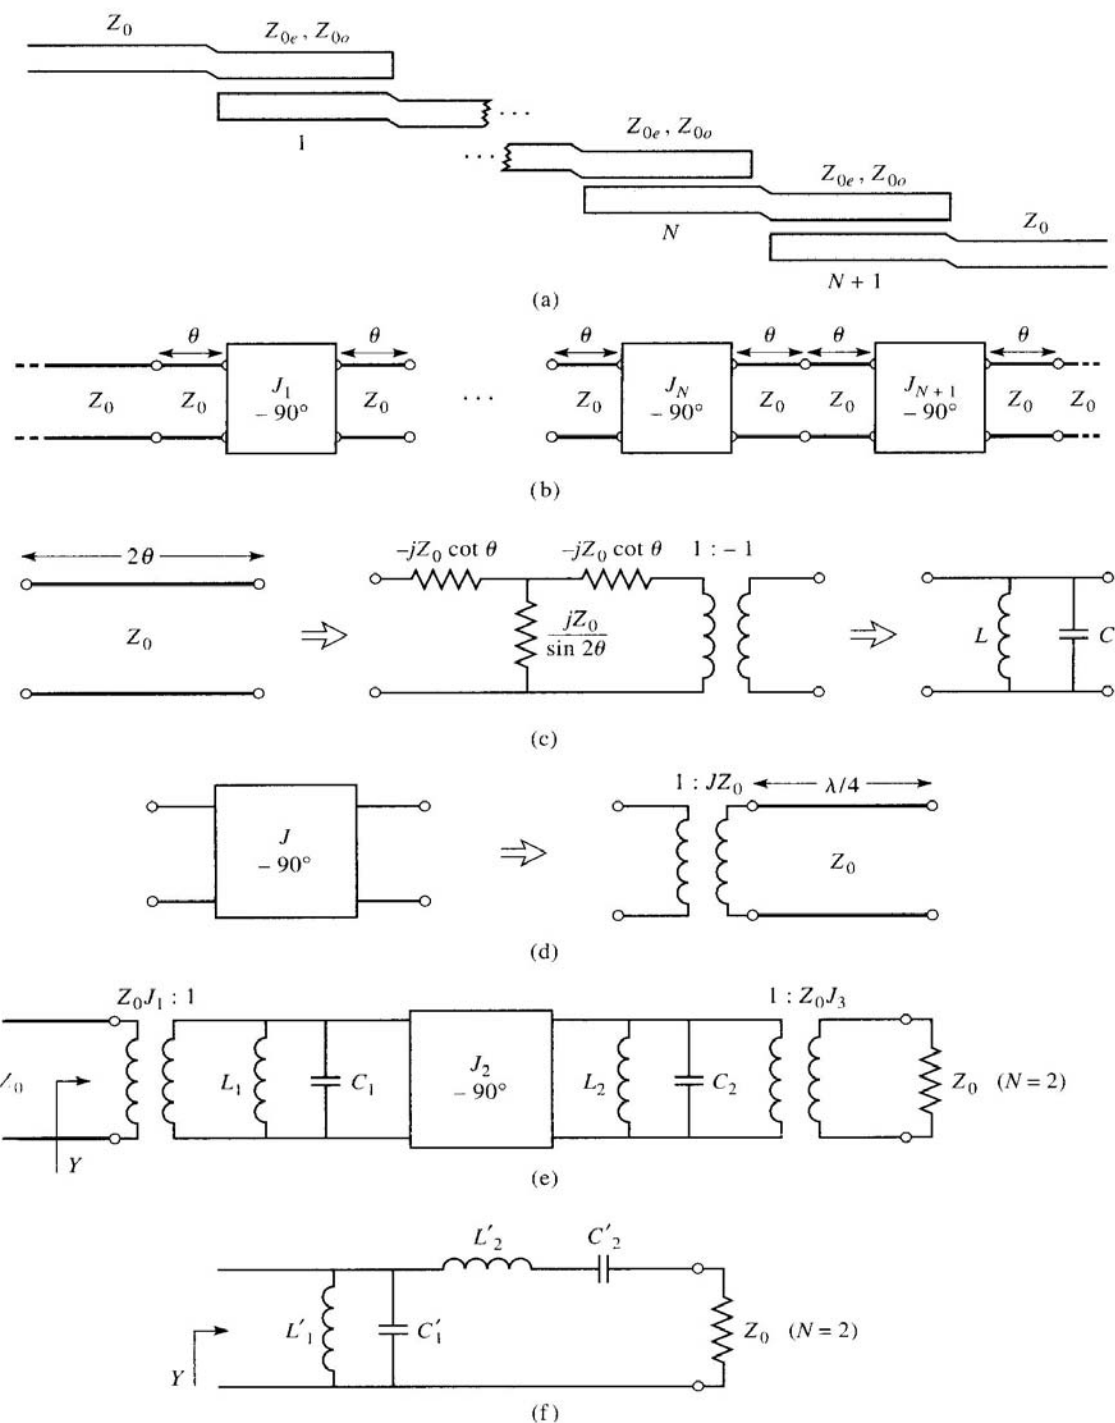 Z₀
Z₀ₑ, Z₀ₒ
1
. . .
. . .
Z₀ₑ, Z₀ₒ
N
Z₀ₑ, Z₀ₒ
N + 1
Z₀
(a)
θ θ θ θ θ θ
Z₀ Z₀ J₁ −90° Z₀ . . . Z₀ J_N −90° Z₀ Z₀ J_{N+1} −90° Z₀ Z₀
(b)
2θ
Z₀
−jZ₀ cot θ −jZ₀ cot θ 1 : −1
jZ₀
sin 2θ
L C
(c)
J
−90°
1 : JZ₀ λ/4
Z₀
(d)
Z₀J₁ : 1
1 : Z₀J₃
Z₀
Y
L₁ C₁
J₂
−90°
L₂ C₂
Z₀ (N = 2)
(e)
L′₂ C′₂
L′₁ C′₁
Y
Z₀ (N = 2)
(f)